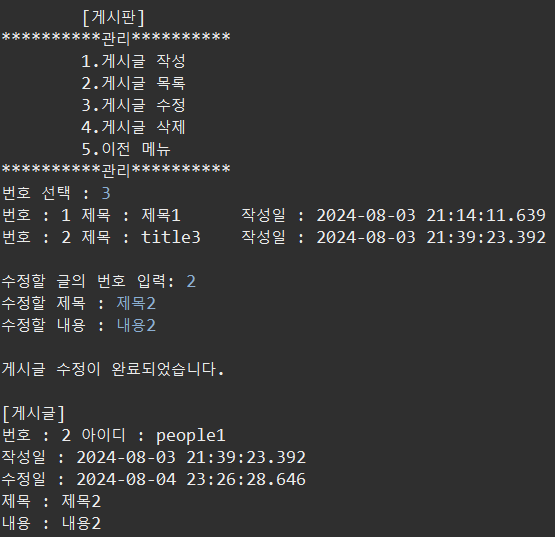 [게시판]
**********관리**********
1.게시글 작성
2.게시글 목록
3.게시글 수정
4.게시글 삭제
5.이전 메뉴
**********관리**********
번호 선택 : 3
번호 : 1 제목 : 제목1 작성일 : 2024-08-03 21:14:11.639
번호 : 2 제목 : title3 작성일 : 2024-08-03 21:39:23.392
수정할 글의 번호 입력: 2
수정할 제목 : 제목2
수정할 내용 : 내용2
게시글 수정이 완료되었습니다.
[게시글]
번호 : 2 아이디 : people1
작성일 : 2024-08-03 21:39:23.392
수정일 : 2024-08-04 23:26:28.646
제목 : 제목2
내용 : 내용2